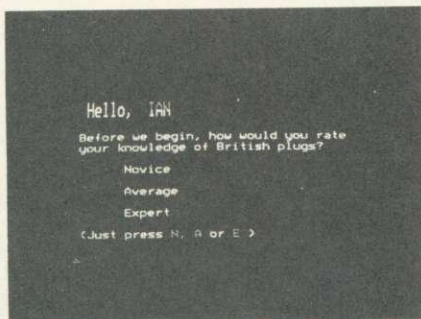 Hello, IAN
Before we begin, how would you rate
your knowledge of British plugs?
Novice
Average
Expert
(Just press N, A or E )